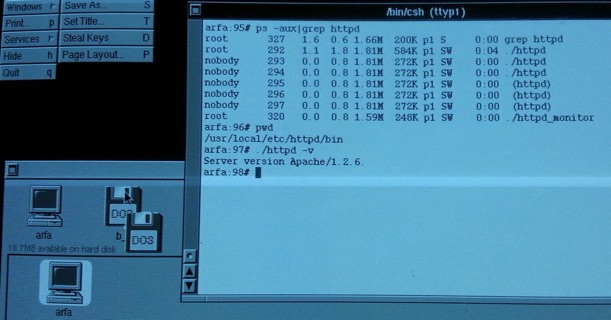 Windows r
Save As... S
Print... p
Set Title... T
Services r
Steal Keys D
Hide h
Page Layout... P
Quit q
/bin/csh (ttyp1)
arfa:95# ps -aux|grep httpd
root 327 1.6 0.6 1.66M 200K p1 S 0:00 grep httpd
root 292 1.1 1.8 1.81M 584K p1 SW 0:04 ./httpd
nobody 293 0.0 0.8 1.81M 272K p1 SW 0:00 ./httpd
nobody 294 0.0 0.8 1.81M 272K p1 SW 0:00 ./httpd
nobody 295 0.0 0.8 1.81M 272K p1 SW 0:00 (httpd)
nobody 296 0.0 0.8 1.81M 272K p1 SW 0:00 (httpd)
nobody 297 0.0 0.8 1.81M 272K p1 SW 0:00 (httpd)
root 320 0.0 0.8 1.59M 248K p1 SW 0:00 ./httpd_monitor
arfa:96# pwd
/usr/local/etc/httpd/bin
arfa:97# ./httpd -v
Server version Apache/1.2.6.
arfa:98#
DOS
DOS
arfa
b_
19.7MB available on hard disk
arfa